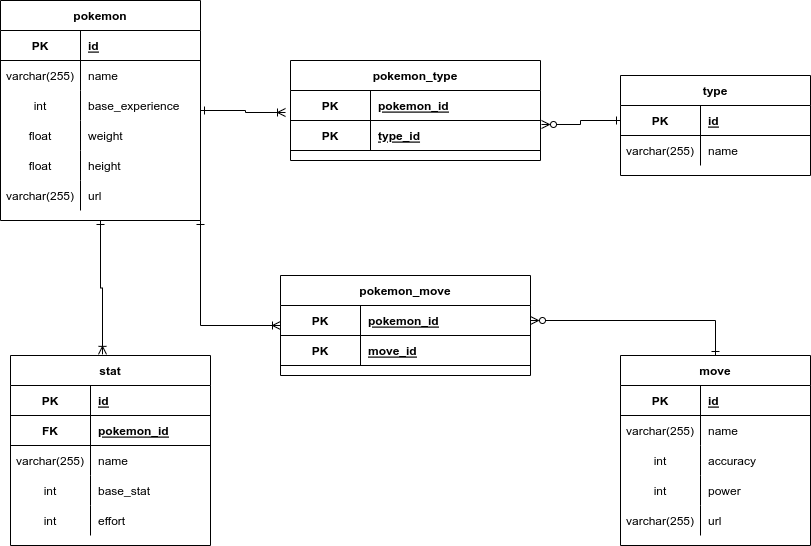 pokemon
PK id
varchar(255) name
int base_experience
float weight
float height
varchar(255) url
pokemon_type
PK pokemon_id
PK type_id
type
PK id
varchar(255) name
pokemon_move
PK pokemon_id
PK move_id
stat
PK id
FK pokemon_id
varchar(255) name
int base_stat
int effort
move
PK id
varchar(255) name
int accuracy
int power
varchar(255) url